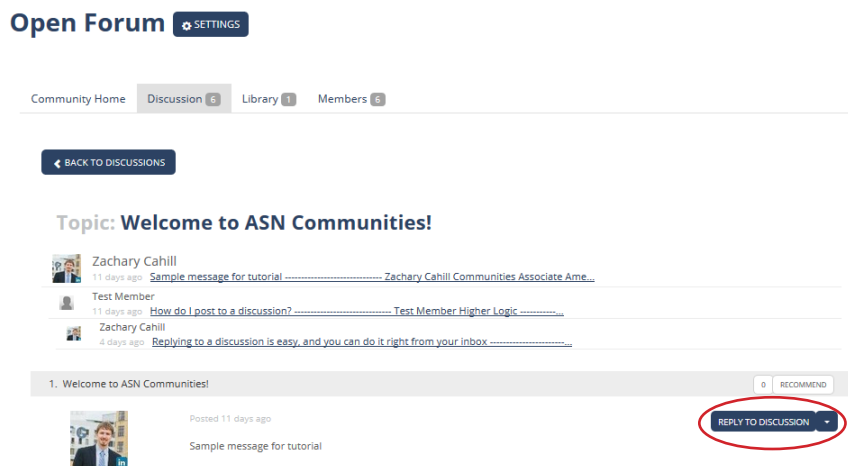 Open Forum SETTINGS
Community Home Discussion 6 Library 1 Members 6
BACK TO DISCUSSIONS
Topic: Welcome to ASN Communities!
Zachary Cahill
11 days ago Sample message for tutorial ------------------------------ Zachary Cahill Communities Associate Ame...
Test Member
11 days ago How do I post to a discussion? ------------------------------ Test Member Higher Logic -----------...
Zachary Cahill
4 days ago Replying to a discussion is easy, and you can do it right from your inbox -----------------------...
1. Welcome to ASN Communities!
0 RECOMMEND
Posted 11 days ago
REPLY TO DISCUSSION
Sample message for tutorial
in